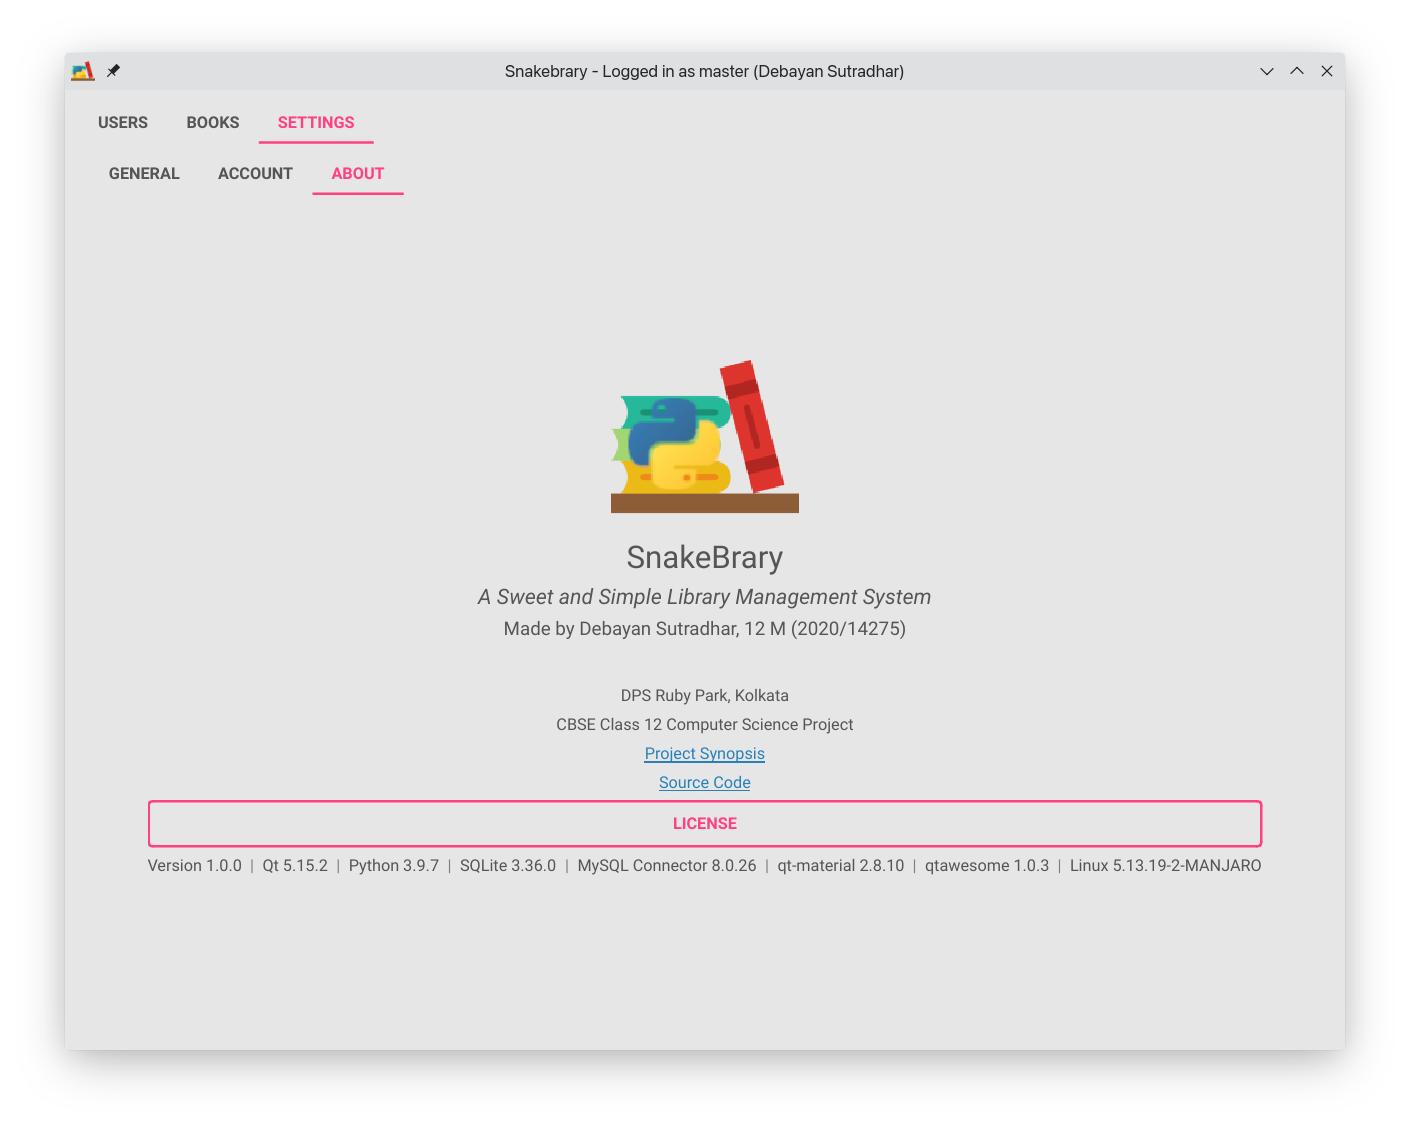 Snakebrary - Logged in as master (Debayan Sutradhar)
USERS BOOKS SETTINGS
GENERAL ACCOUNT ABOUT
SnakeBrary
A Sweet and Simple Library Management System
Made by Debayan Sutradhar, 12 M (2020/14275)
DPS Ruby Park, Kolkata
CBSE Class 12 Computer Science Project
Project Synopsis
Source Code
LICENSE
Version 1.0.0 | Qt 5.15.2 | Python 3.9.7 | SQLite 3.36.0 | MySQL Connector 8.0.26 | qt-material 2.8.10 | qtawesome 1.0.3 | Linux 5.13.19-2-MANJARO